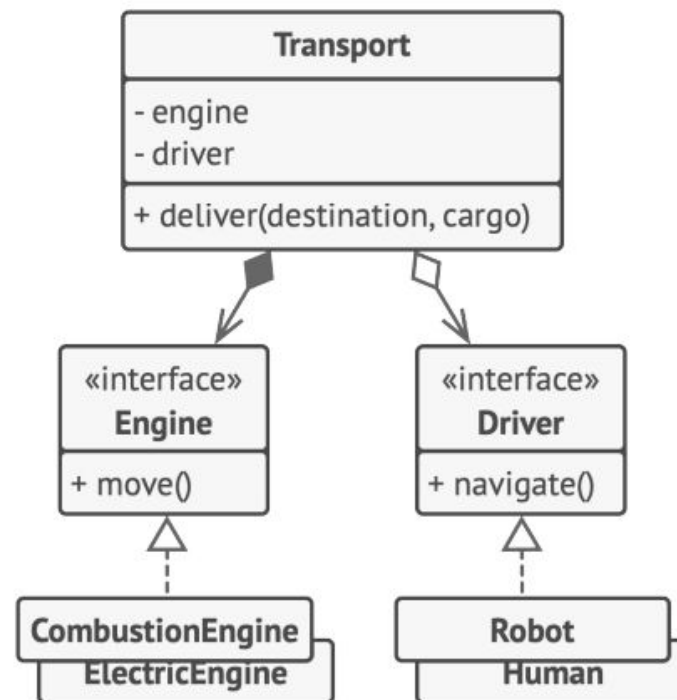 Transport
- engine
- driver
+ deliver(destination, cargo)
«interface»
Engine
+ move()
«interface»
Driver
+ navigate()
CombustionEngine
ElectricEngine
Robot
Human